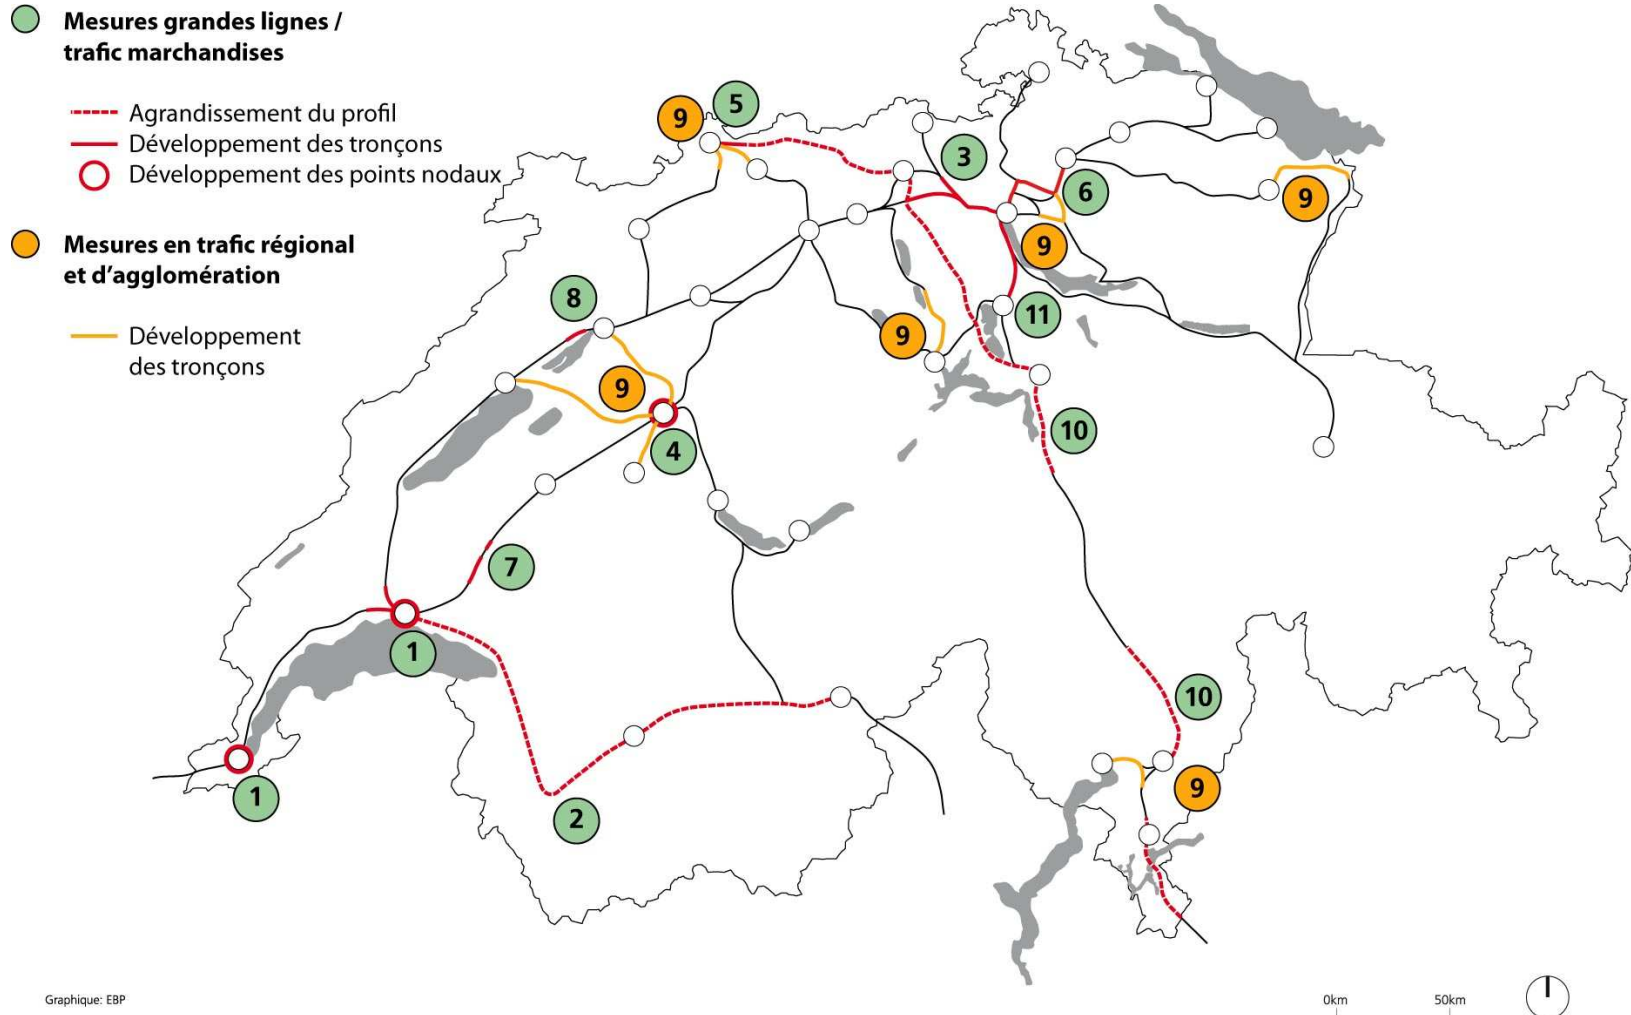 Mesures grandes lignes /
trafic marchandises
Agrandissement du profil
Développement des tronçons
Développement des points nodaux
Mesures en trafic régional
et d'agglomération
Développement
des tronçons
5
9
3
6
9
9
8
11
9
9
4
10
7
1
10
1
2
9
Graphique: EBP
0km
50km